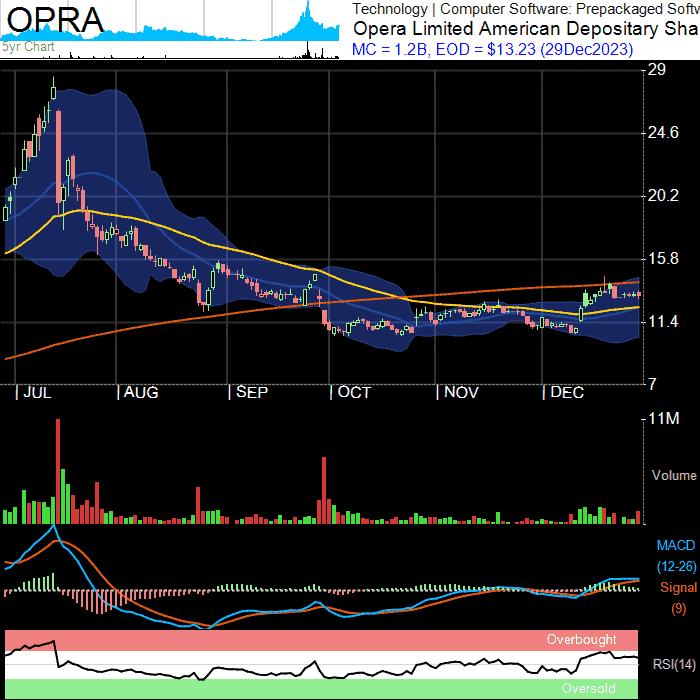 OPRA
5yr Chart
Technology | Computer Software: Prepackaged Softw
Opera Limited American Depositary Sha
MC = 1.2B, EOD = $13.23 (29Dec2023)
29
24.6
20.2
15.8
11.4
7
JUL
AUG
SEP
OCT
NOV
DEC
11M
Volume
MACD
(12-26)
Signal
(9)
Overbought
RSI(14)
Oversold